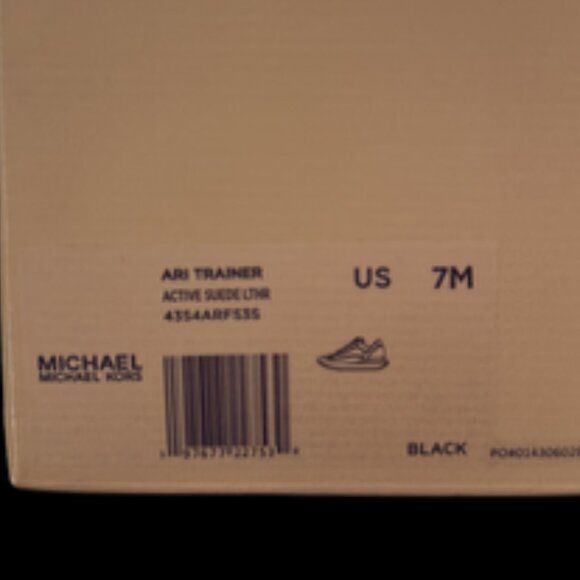 ARI TRAINER
ACTIVE SUEDE LTHR
43S4ARFS3S
US 7M
MICHAEL
MICHAEL KORS
BLACK